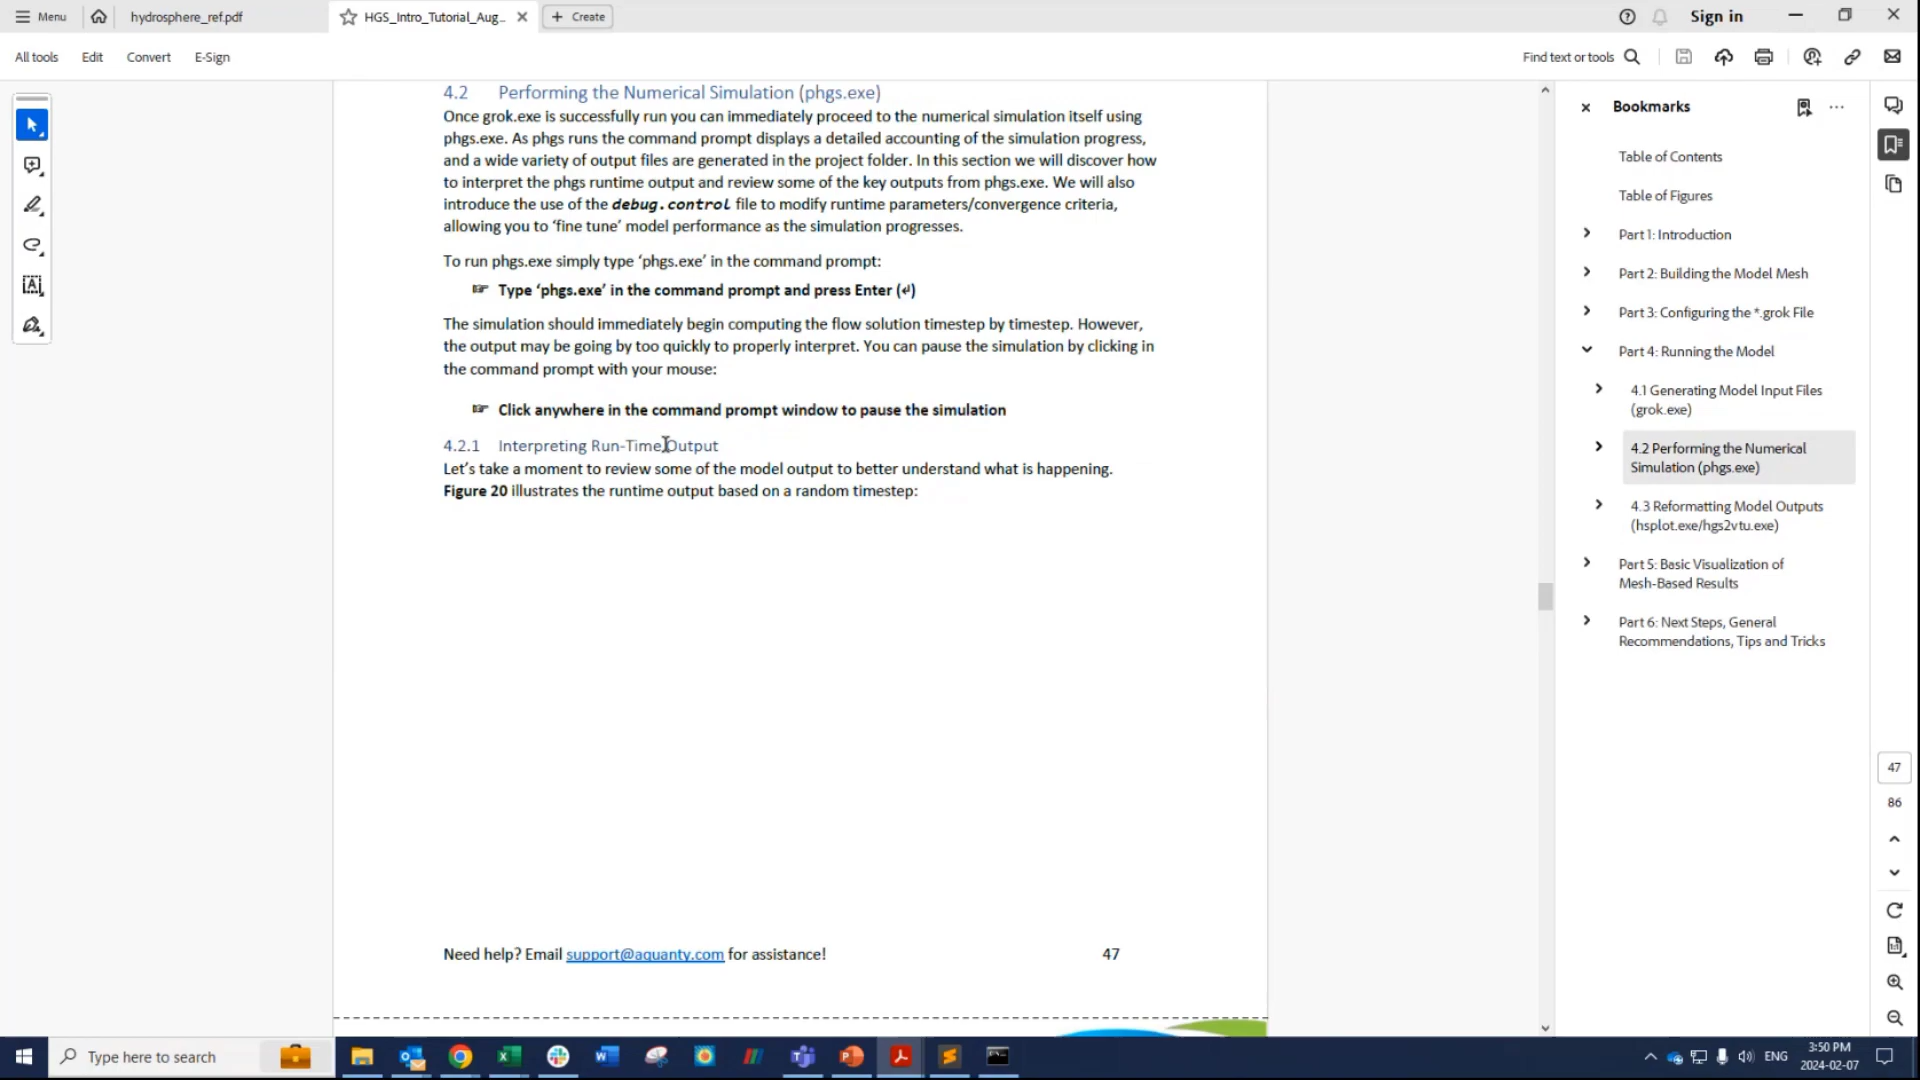 Menu
hydrosphere_ref.pdf
HGS_Intro_Tutorial_Aug...
Create
Sign in
All tools
Edit
Convert
E-Sign
Find text or tools
4.2 Performing the Numerical Simulation (phgs.exe)
Once grok.exe is successfully run you can immediately proceed to the numerical simulation itself using
phgs.exe. As phgs runs the command prompt displays a detailed accounting of the simulation progress,
and a wide variety of output files are generated in the project folder. In this section we will discover how
to interpret the phgs runtime output and review some of the key outputs from phgs.exe. We will also
introduce the use of the debug.control file to modify runtime parameters/convergence criteria,
allowing you to ‘fine tune’ model performance as the simulation progresses.
To run phgs.exe simply type ‘phgs.exe’ in the command prompt:
☞ Type ‘phgs.exe’ in the command prompt and press Enter (↵)
The simulation should immediately begin computing the flow solution timestep by timestep. However,
the output may be going by too quickly to properly interpret. You can pause the simulation by clicking in
the command prompt with your mouse:
☞ Click anywhere in the command prompt window to pause the simulation
4.2.1 Interpreting Run-Time Output
Let’s take a moment to review some of the model output to better understand what is happening.
Figure 20 illustrates the runtime output based on a random timestep:
Need help? Email support@aquanty.com for assistance!
47
Bookmarks
Table of Contents
Table of Figures
Part 1: Introduction
Part 2: Building the Model Mesh
Part 3: Configuring the *.grok File
Part 4: Running the Model
4.1 Generating Model Input Files
(grok.exe)
4.2 Performing the Numerical
Simulation (phgs.exe)
4.3 Reformatting Model Outputs
(hsplot.exe/hgs2vtu.exe)
Part 5: Basic Visualization of
Mesh-Based Results
Part 6: Next Steps, General
Recommendations, Tips and Tricks
47
86
Type here to search
ENG
3:50 PM
2024-02-07